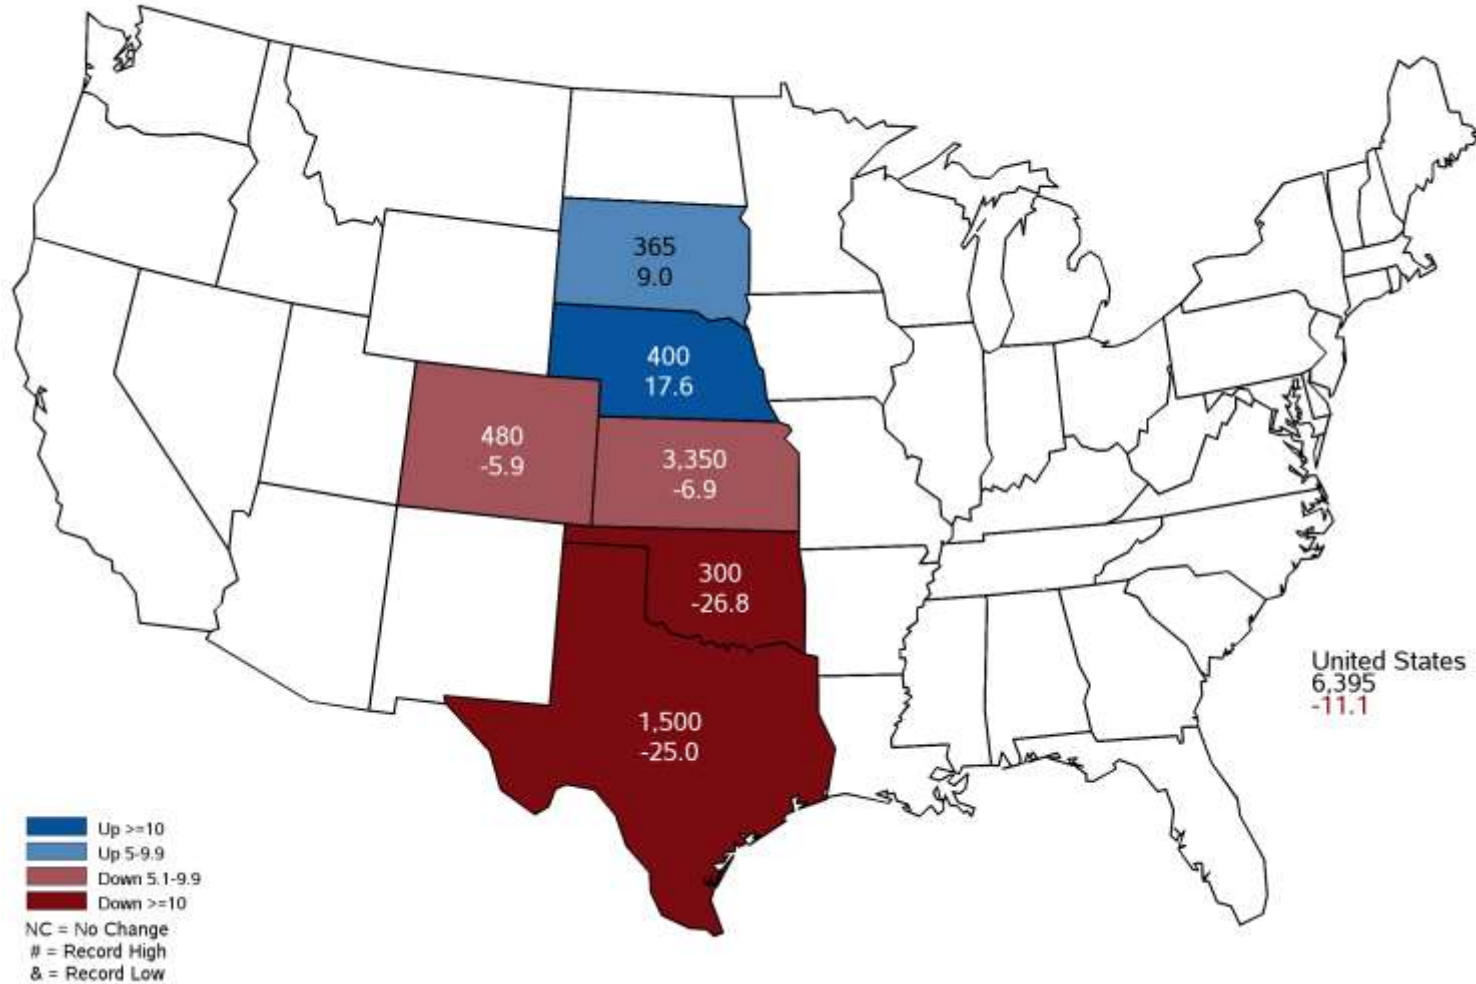 365
9.0
400
17.6
480
-5.9
3,350
-6.9
300
-26.8
1,500
-25.0
United States
6,395
-11.1
Up >=10
Up 5-9.9
Down 5.1-9.9
Down >=10
NC = No Change
# = Record High
& = Record Low